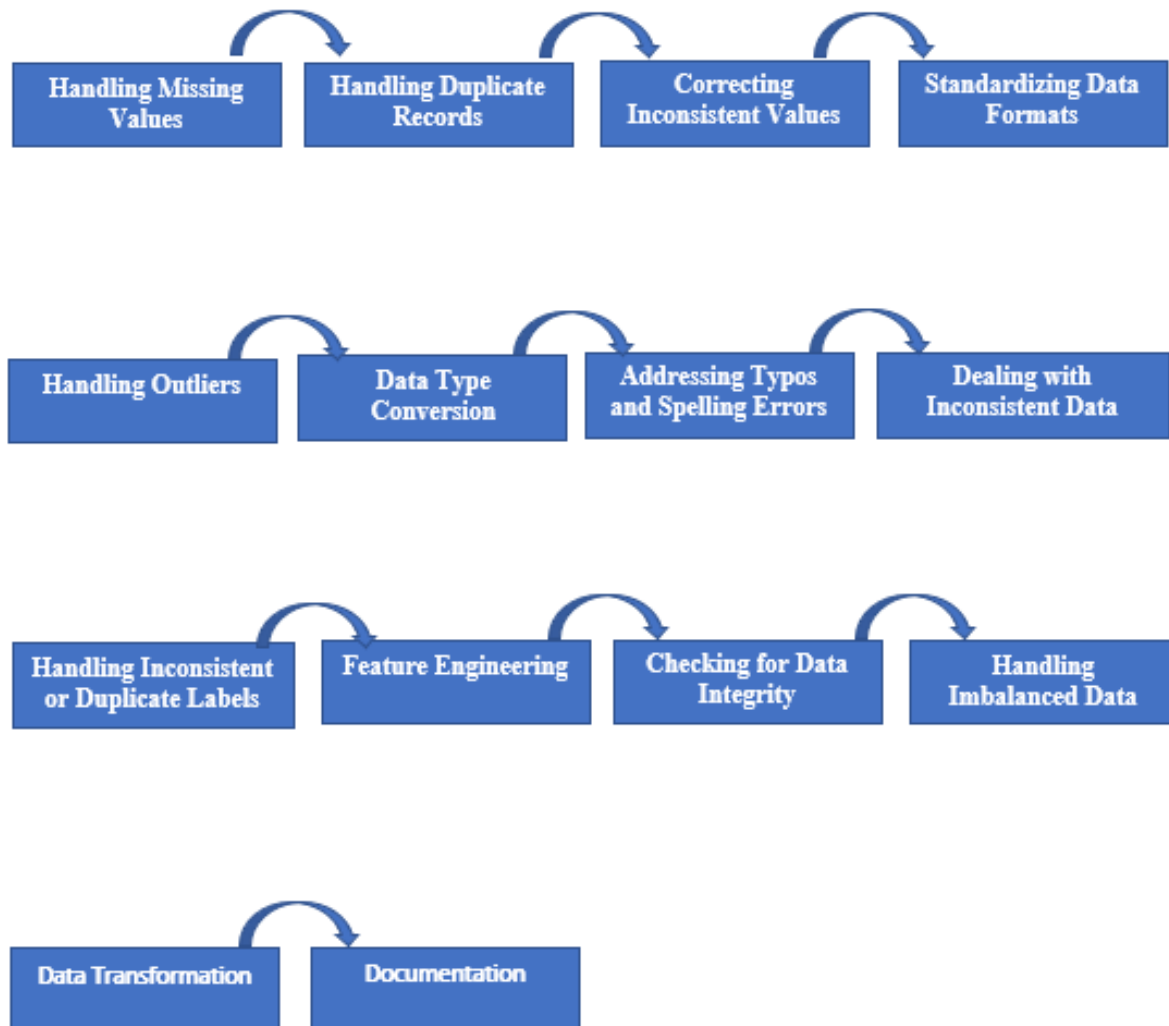 Handling Missing
Values
Handling Duplicate
Records
Correcting
Inconsistent Values
Standardizing Data
Formats
Handling Outliers
Data Type
Conversion
Addressing Typos
and Spelling Errors
Dealing with
Inconsistent Data
Handling Inconsistent
or Duplicate Labels
Feature Engineering
Checking for Data
Integrity
Handling
Imbalanced Data
Data Transformation
Documentation